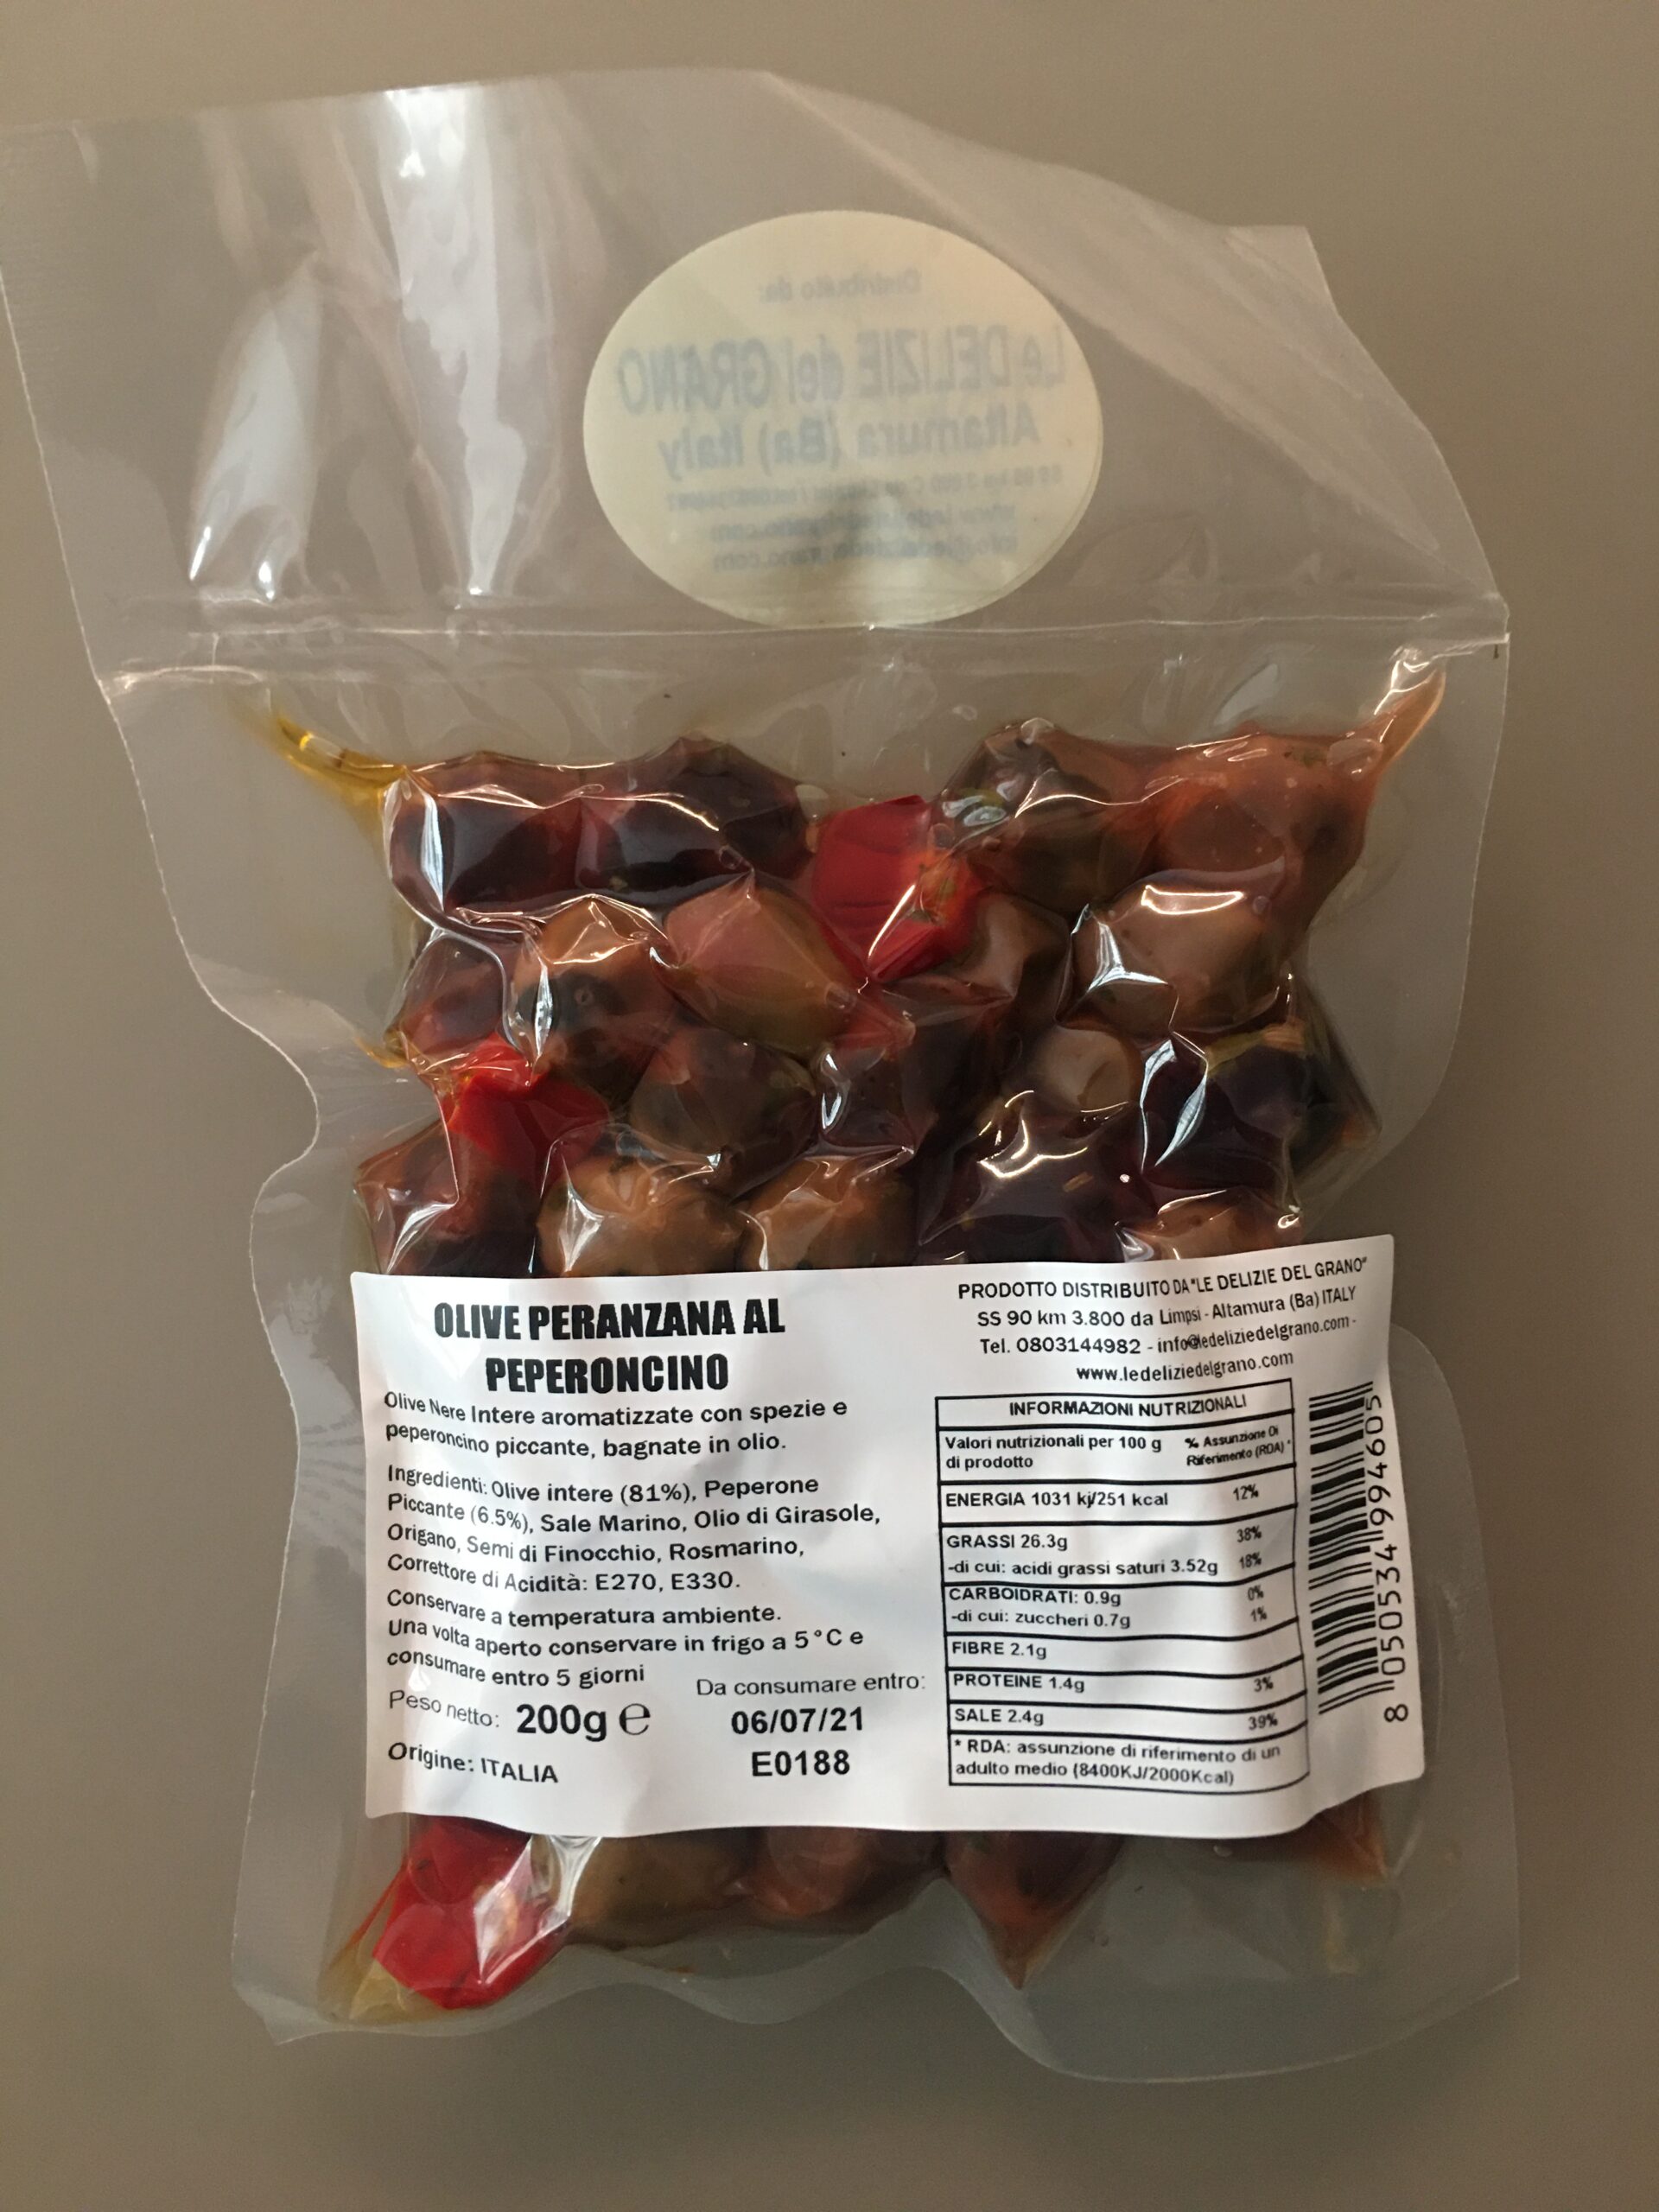 Distribuito da:
Le DELIZIE del GRANO
Altamura (Ba) Italy
OLIVE PERANZANA AL
PEPERONCINO
Olive Nere Intere aromatizzate con spezie e
peperoncino piccante, bagnate in olio.
Ingredienti: Olive intere (81%), Peperone
Piccante (6.5%), Sale Marino, Olio di Girasole,
Origano, Semi di Finocchio, Rosmarino,
Correttore di Acidità: E270, E330.
Conservare a temperatura ambiente.
Una volta aperto conservare in frigo a 5°C e
consumare entro 5 giorni
Peso netto: 200g e
Origine: ITALIA
Da consumare entro:
06/07/21
E0188
PRODOTTO DISTRIBUITO DA "LE DELIZIE DEL GRANO"
SS 90 km 3.800 da Limpsi - Altamura (Ba) ITALY
Tel. 0803144982 - info@ledeliziedelgrano.com -
www.ledeliziedelgrano.com
INFORMAZIONI NUTRIZIONALI
Valori nutrizionali per 100 g % Assunzione Di
di prodotto Riferimento (RDA) *
ENERGIA 1031 kj/251 kcal 12%
GRASSI 26.3g 38%
-di cui: acidi grassi saturi 3.52g 18%
CARBOIDRATI: 0.9g 0%
-di cui: zuccheri 0.7g 1%
FIBRE 2.1g
PROTEINE 1.4g 3%
SALE 2.4g 39%
* RDA: assunzione di riferimento di un
adulto medio (8400KJ/2000Kcal)
8 050534 994605